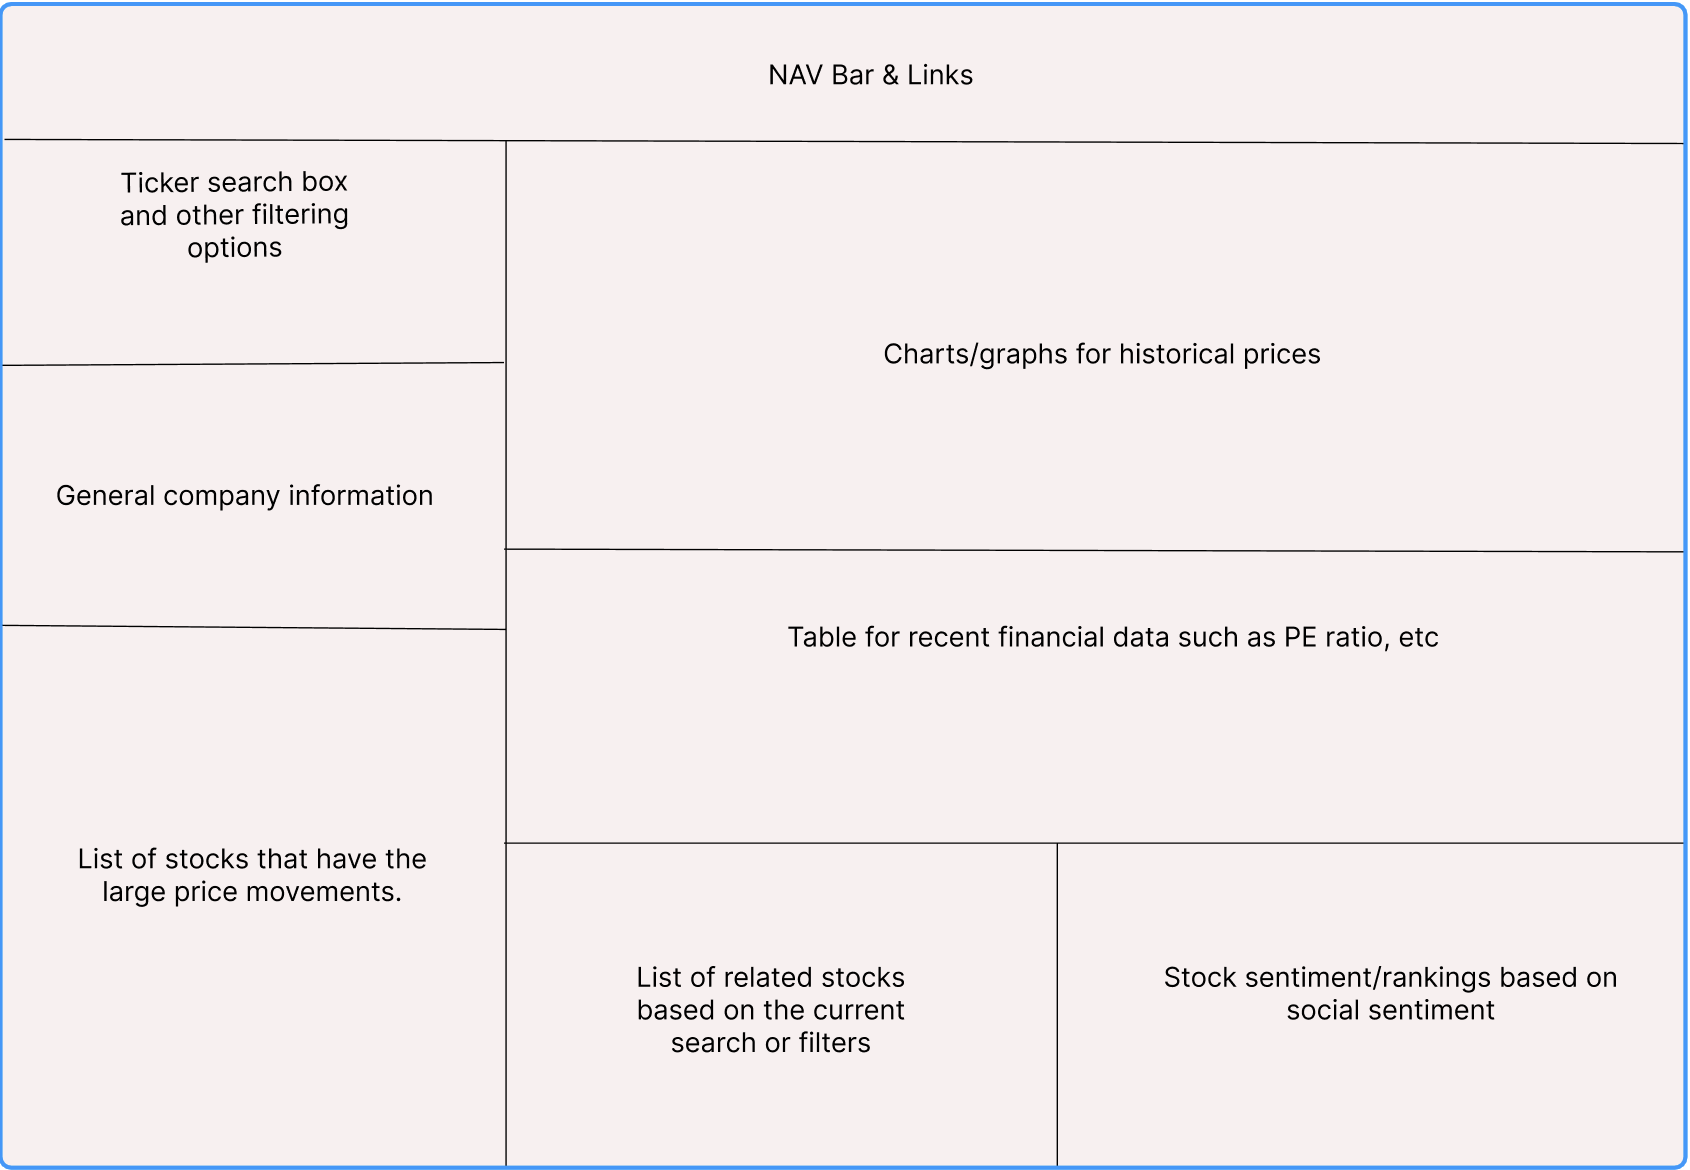 NAV Bar & Links
Ticker search box
and other filtering
options
Charts/graphs for historical prices
General company information
Table for recent financial data such as PE ratio, etc
List of stocks that have the
large price movements.
List of related stocks
based on the current
search or filters
Stock sentiment/rankings based on
social sentiment